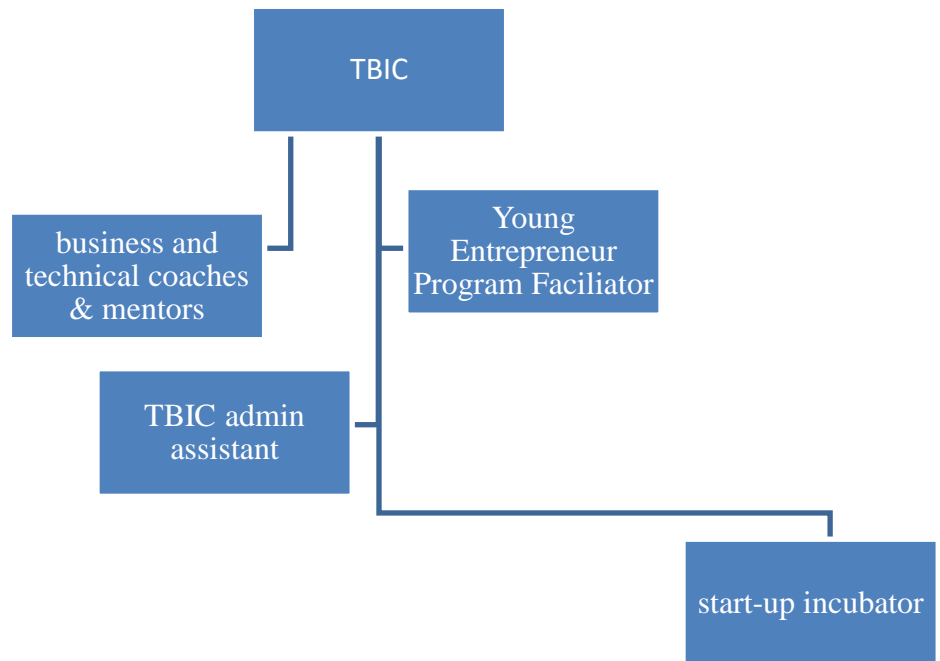 TBIC
business and
technical coaches
& mentors
Young
Entrepreneur
Program Faciliator
TBIC admin
assistant
start-up incubator